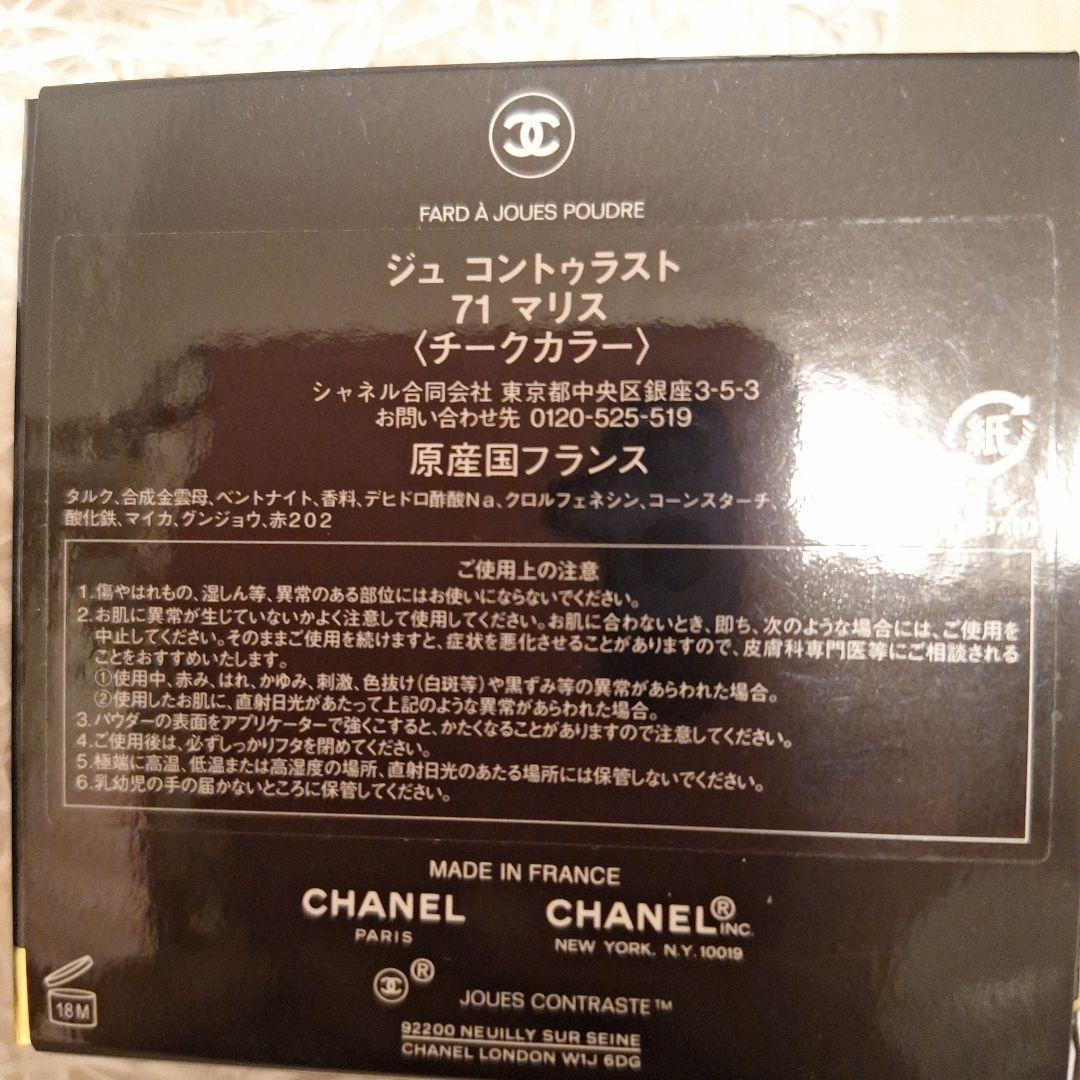 FARD À JOUES POUDRE
ジュ コントゥラスト
71 マリス
〈チークカラー〉
シャネル合同会社 東京都中央区銀座3-5-3
お問い合わせ先 0120-525-519
原産国フランス
紙
タルク、合成金雲母、ベントナイト、香料、デヒドロ酢酸Na、クロルフェネシン、コーンスターチ、
酸化鉄、マイカ、グンジョウ、赤202
ご使用上の注意
1.傷やはれもの、湿しん等、異常のある部位にはお使いにならないでください。
2.お肌に異常が生じていないかよく注意して使用してください。お肌に合わないとき、即ち、次のような場合には、ご使用を
中止してください。そのままご使用を続けますと、症状を悪化させることがありますので、皮膚科専門医等にご相談される
ことをおすすめいたします。
①使用中、赤み、はれ、かゆみ、刺激、色抜け(白斑等)や黒ずみ等の異常があらわれた場合。
②使用したお肌に、直射日光があたって上記のような異常があらわれた場合。
3.パウダーの表面をアプリケーターで強くこすると、かたくなることがありますので注意してください。
4.ご使用後は、必ずしっかりフタを閉めてください。
5.極端に高温、低温または高湿度の場所、直射日光のあたる場所には保管しないでください。
6.乳幼児の手の届かないところに保管してください。
MADE IN FRANCE
CHANEL CHANEL® INC.
PARIS NEW YORK. N.Y. 10019
®
18M
JOUES CONTRASTE™
92200 NEUILLY SUR SEINE
CHANEL LONDON W1J 6DG